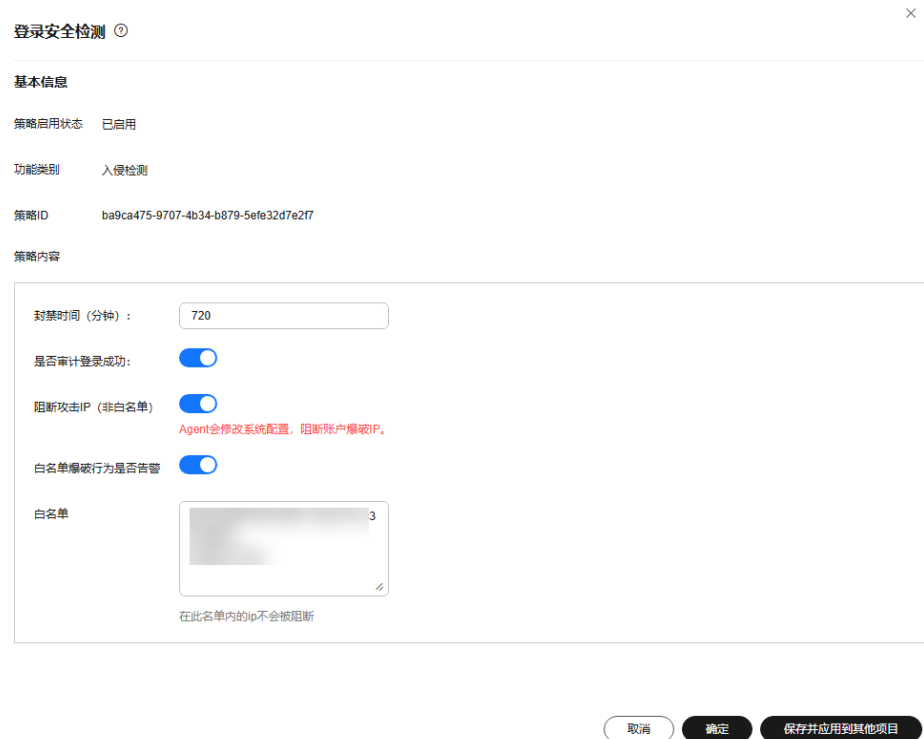 登录安全检测 ?
基本信息
策略启用状态 已启用
功能类别 入侵检测
策略ID ba9ca475-9707-4b34-b879-5efe32d7e2f7
策略内容
封禁时间（分钟）： 720
是否审计登录成功：
阻断攻击IP（非白名单）
Agent会修改系统配置，阻断账户爆破IP。
白名单爆破行为是否告警
白名单 3
在此名单内的ip不会被阻断
取消 确定 保存并应用到其他项目